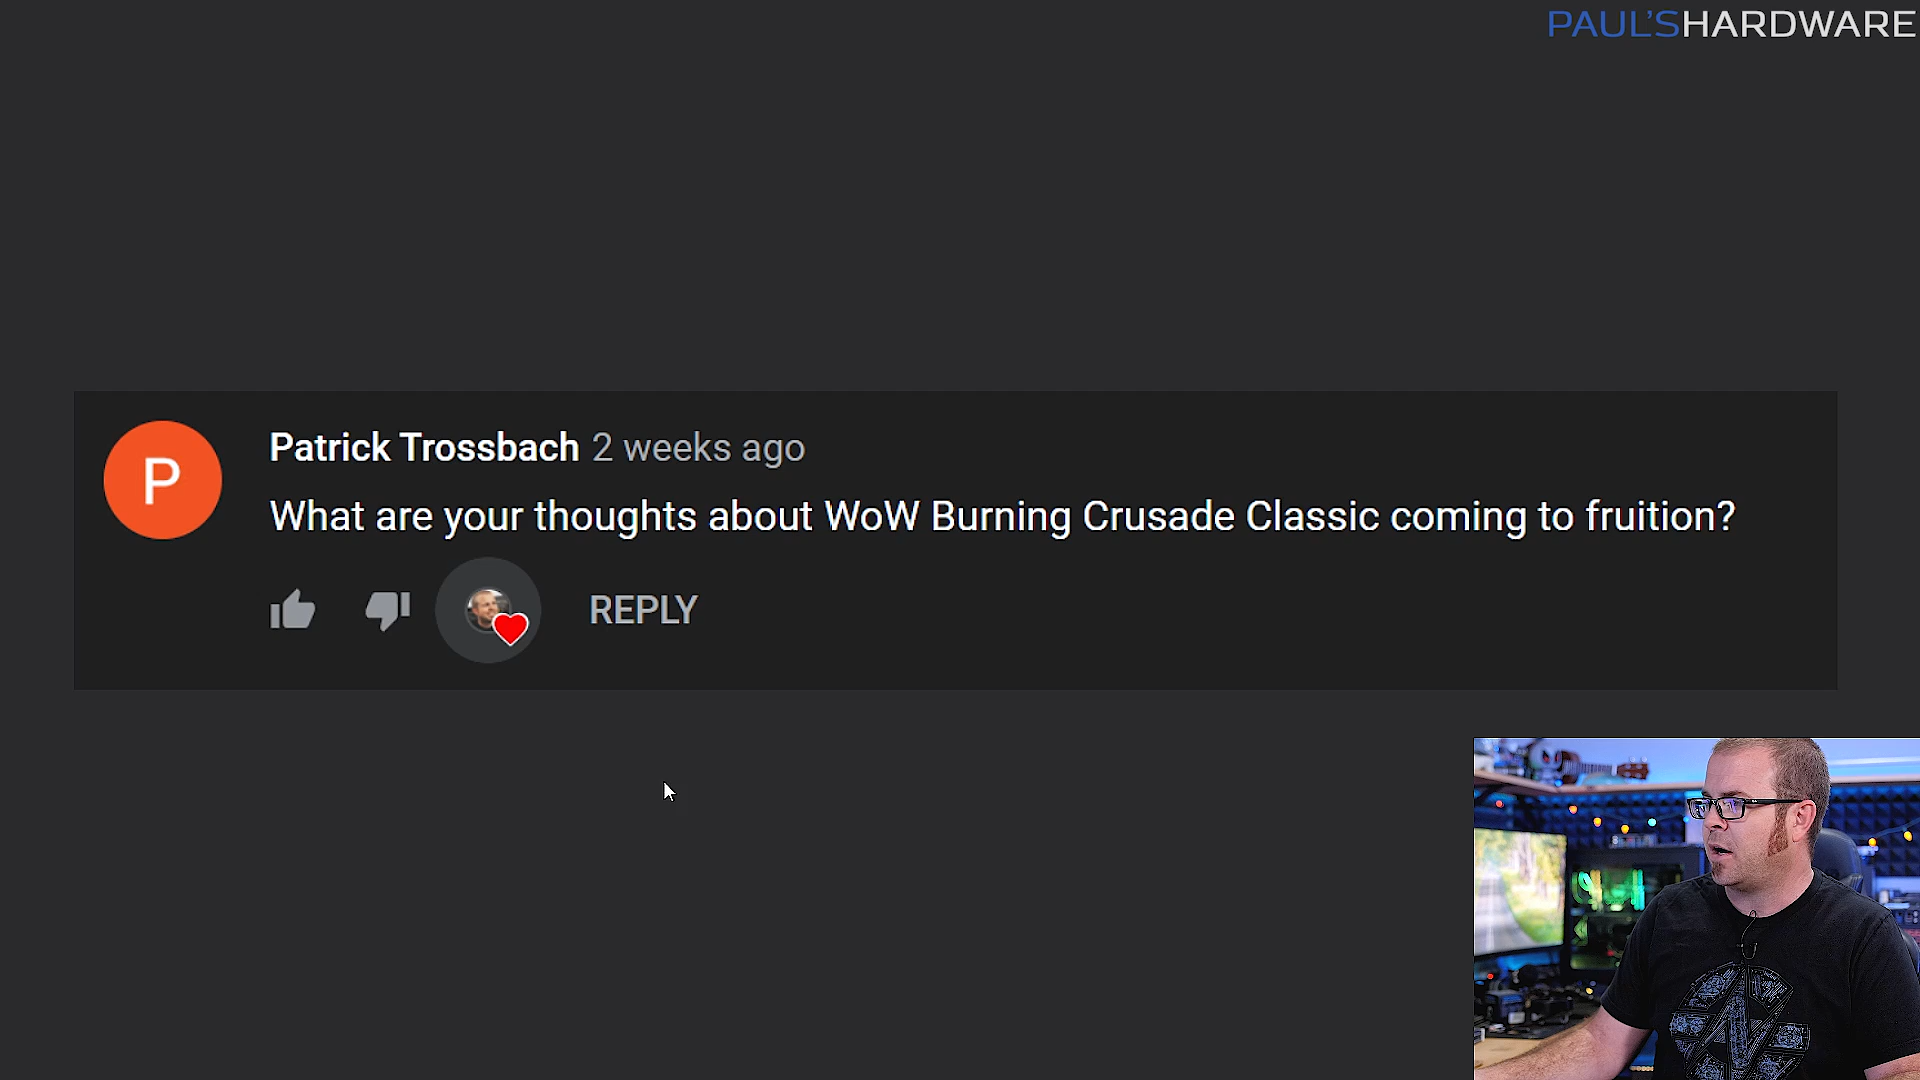 PAUL'SHARDWARE
Patrick Trossbach 2 weeks ago
P
What are your thoughts about WoW Burning Crusade Classic coming to fruition?
REPLY